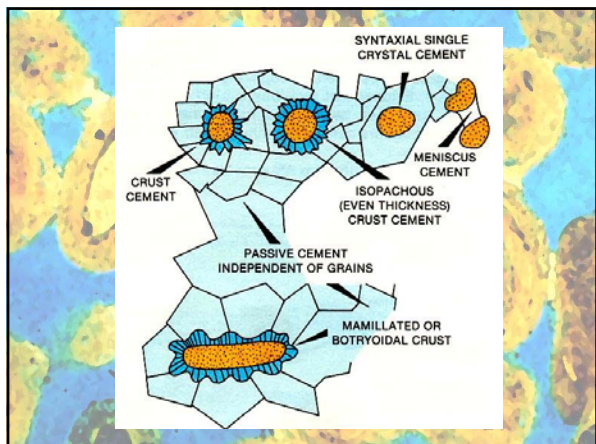 SYNTAXIAL SINGLE
CRYSTAL CEMENT
MENISCUS
CEMENT
CRUST
CEMENT
ISOPACHOUS
(EVEN THICKNESS)
CRUST CEMENT
PASSIVE CEMENT
INDEPENDENT OF GRAINS
MAMILLATED OR
BOTRYOIDAL CRUST